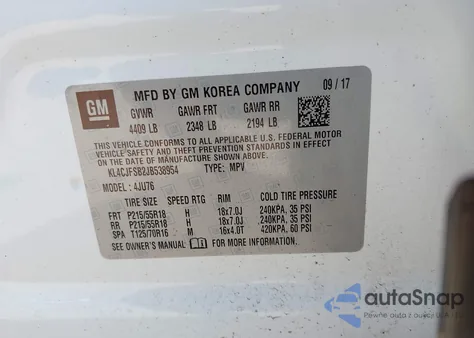 GM
MFD BY GM KOREA COMPANY 09/17
GVWR GAWR FRT GAWR RR
4409 LB 2348 LB 2194 LB
THIS VEHICLE CONFORMS TO ALL APPLICABLE U.S. FEDERAL MOTOR
VEHICLE SAFETY AND THEFT PREVENTION STANDARDS IN
EFFECT ON THE DATE OF MANUFACTURE SHOWN ABOVE.
KL4CJFSB2JB538954 TYPE: MPV
MODEL: 4JU76
TIRE SIZE SPEED RTG RIM COLD TIRE PRESSURE
FRT P215/55R18 H 18x7.0J 240KPA, 35 PSI
RR P215/55R18 H 18x7.0J 240KPA, 35 PSI
SPA T125/70R16 M 16x4.0T 420KPA, 60 PSI
SEE OWNER'S MANUAL FOR MORE INFORMATION
autoSnap
Pewne auta z aukcji USA